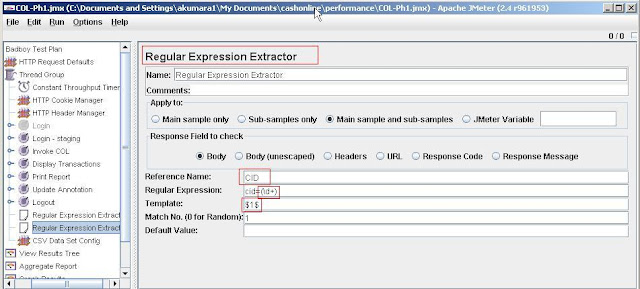 COL-Ph1.jmx (C:\Documents and Settings\akumara1\My Documents\cashonline\performance\COL-Ph1.jmx) - Apache JMeter (2.4 r961953)
File Edit Run Options Help
0 / 0
Badboy Test Plan
HTTP Request Defaults
Thread Group
Constant Throughput Timer
HTTP Cookie Manager
HTTP Header Manager
Login
Login - staging
Invoke COL
Display Transactions
Print Report
Update Annotation
Logout
Regular Expression Extract
Regular Expression Extract
CSV Data Set Config
View Results Tree
Aggregate Report
Regular Expression Extractor
Name: Regular Expression Extractor
Comments:
Apply to:
Main sample only Sub-samples only Main sample and sub-samples JMeter Variable
Response Field to check
Body Body (unescaped) Headers URL Response Code Response Message
Reference Name: CID
Regular Expression: cid=(\d+)
Template: $1$
Match No. (0 for Random): 1
Default Value: